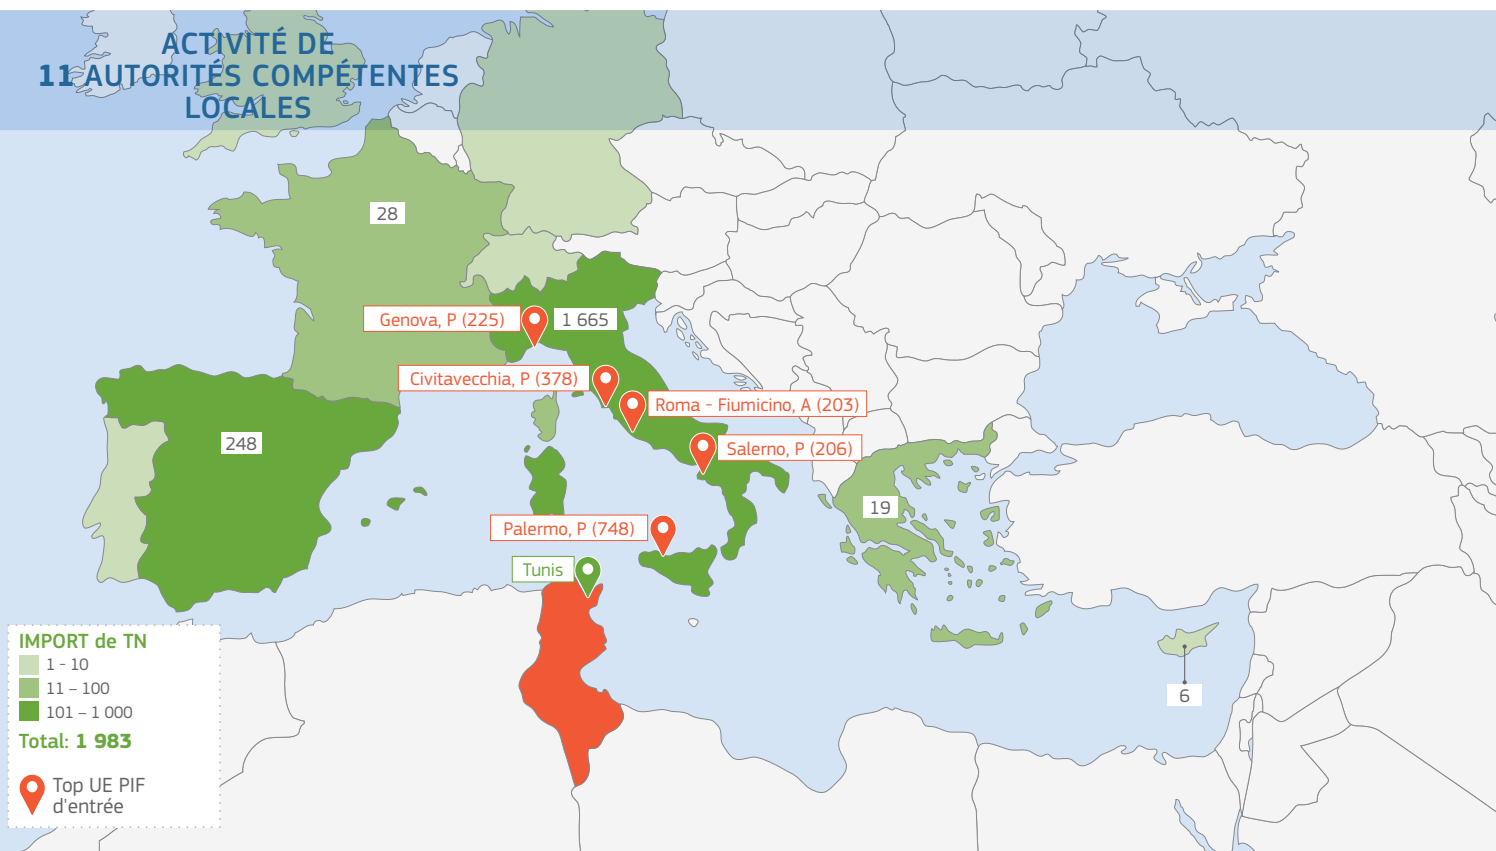 ACTIVITÉ DE
11 AUTORITÉS COMPÉTENTES
LOCALES
28
Genova, P (225)
1 665
Civitavecchia, P (378)
Roma - Fiumicino, A (203)
248
Salerno, P (206)
19
Palermo, P (748)
Tunis
6
IMPORT de TN
1 - 10
11 – 100
101 – 1 000
Total: 1 983
Top UE PIF
d'entrée